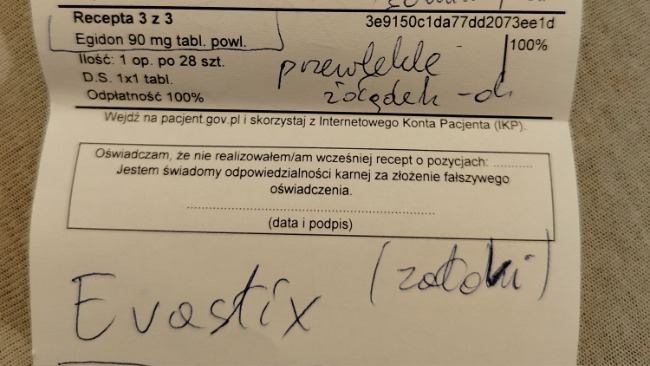 Recepta 3 z 3
3e9150c1da77dd2073ee1d
Egidon 90 mg tabl. powl.
100%
Ilość: 1 op. po 28 szt.
przewlekle
D.S. 1x1 tabl.
żołądek - ok
Odpłatność 100%
Wejdź na pacjent.gov.pl i skorzystaj z Internetowego Konta Pacjenta (IKP).
Oświadczam, że nie realizowałem/am wcześniej recept o pozycjach: ............
Jestem świadomy odpowiedzialności karnej za złożenie fałszywego
oświadczenia.
............................................................
(data i podpis)
(zatoki)
Evastix